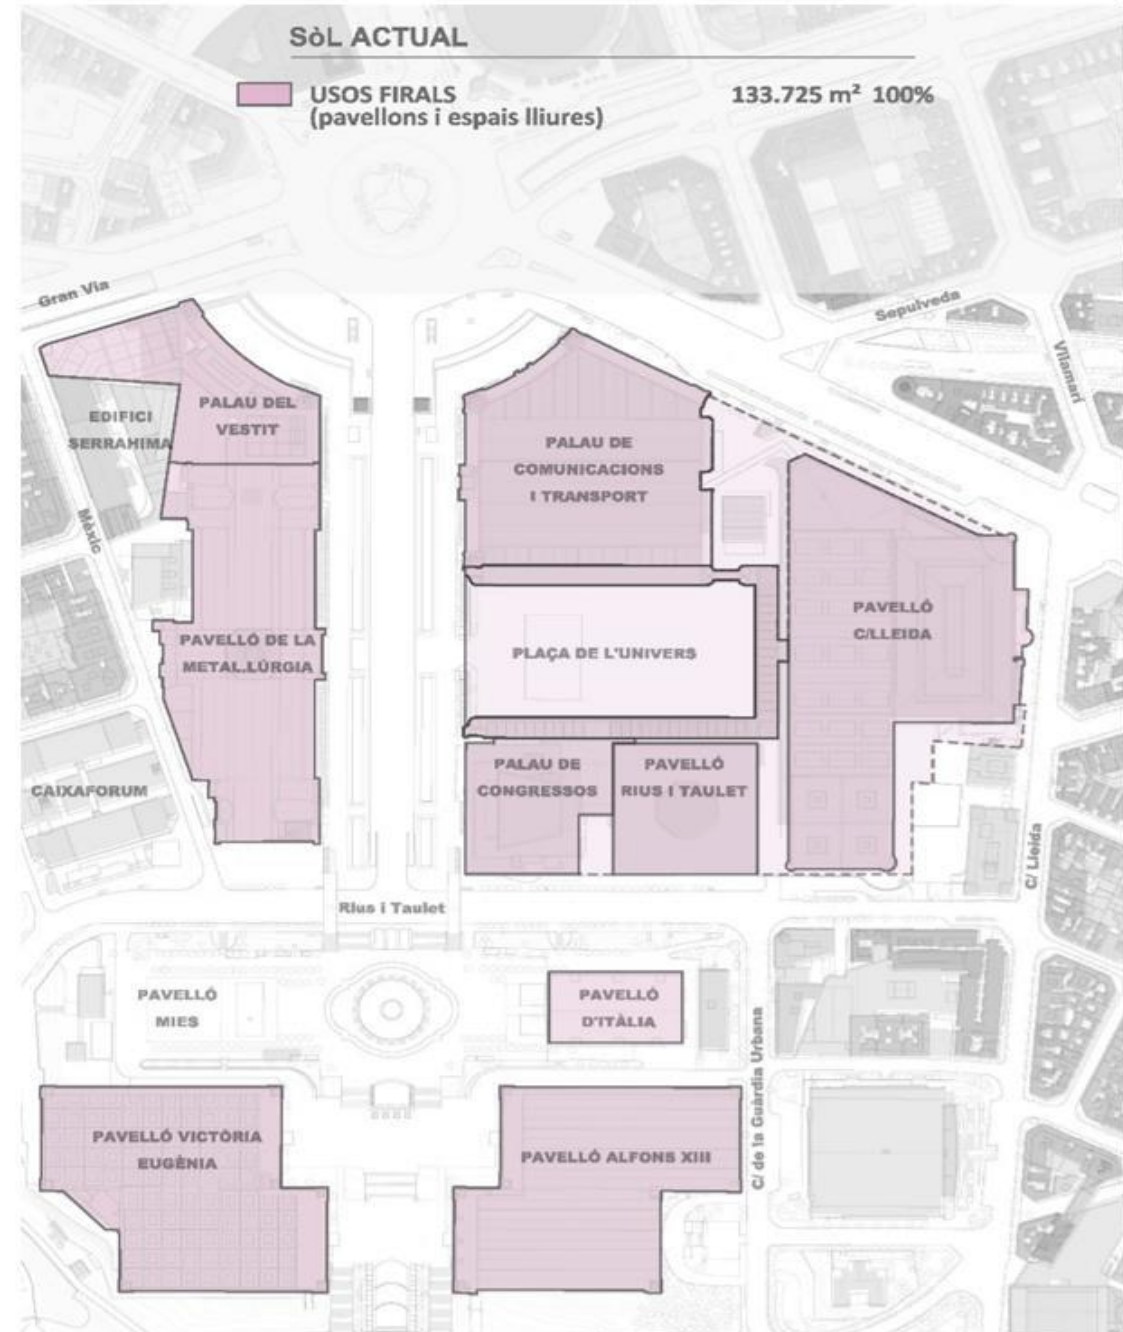 SòL ACTUAL
USOS FIRALS 133.725 m² 100%
(pavellons i espais lliures)
Gran Via
Sepulveda
Vilamarí
EDIFICI
SERRAHIMA
PALAU DEL
VESTIT
PALAU DE
COMUNICACIONS
I TRANSPORT
Mèxic
PAVELLÓ
C/LLEIDA
PAVELLÓ DE LA
METAL.LÚRGIA
PLAÇA DE L'UNIVERS
CAIXAFORUM
PALAU DE
CONGRESSOS
PAVELLÓ
RIUS I TAULET
C/ Lleida
Rius i Taulet
PAVELLÓ
MIES
PAVELLÓ
D'ITÀLIA
C/ de la Guàrdia Urbana
PAVELLÓ VICTÒRIA
EUGÈNIA
PAVELLÓ ALFONS XIII